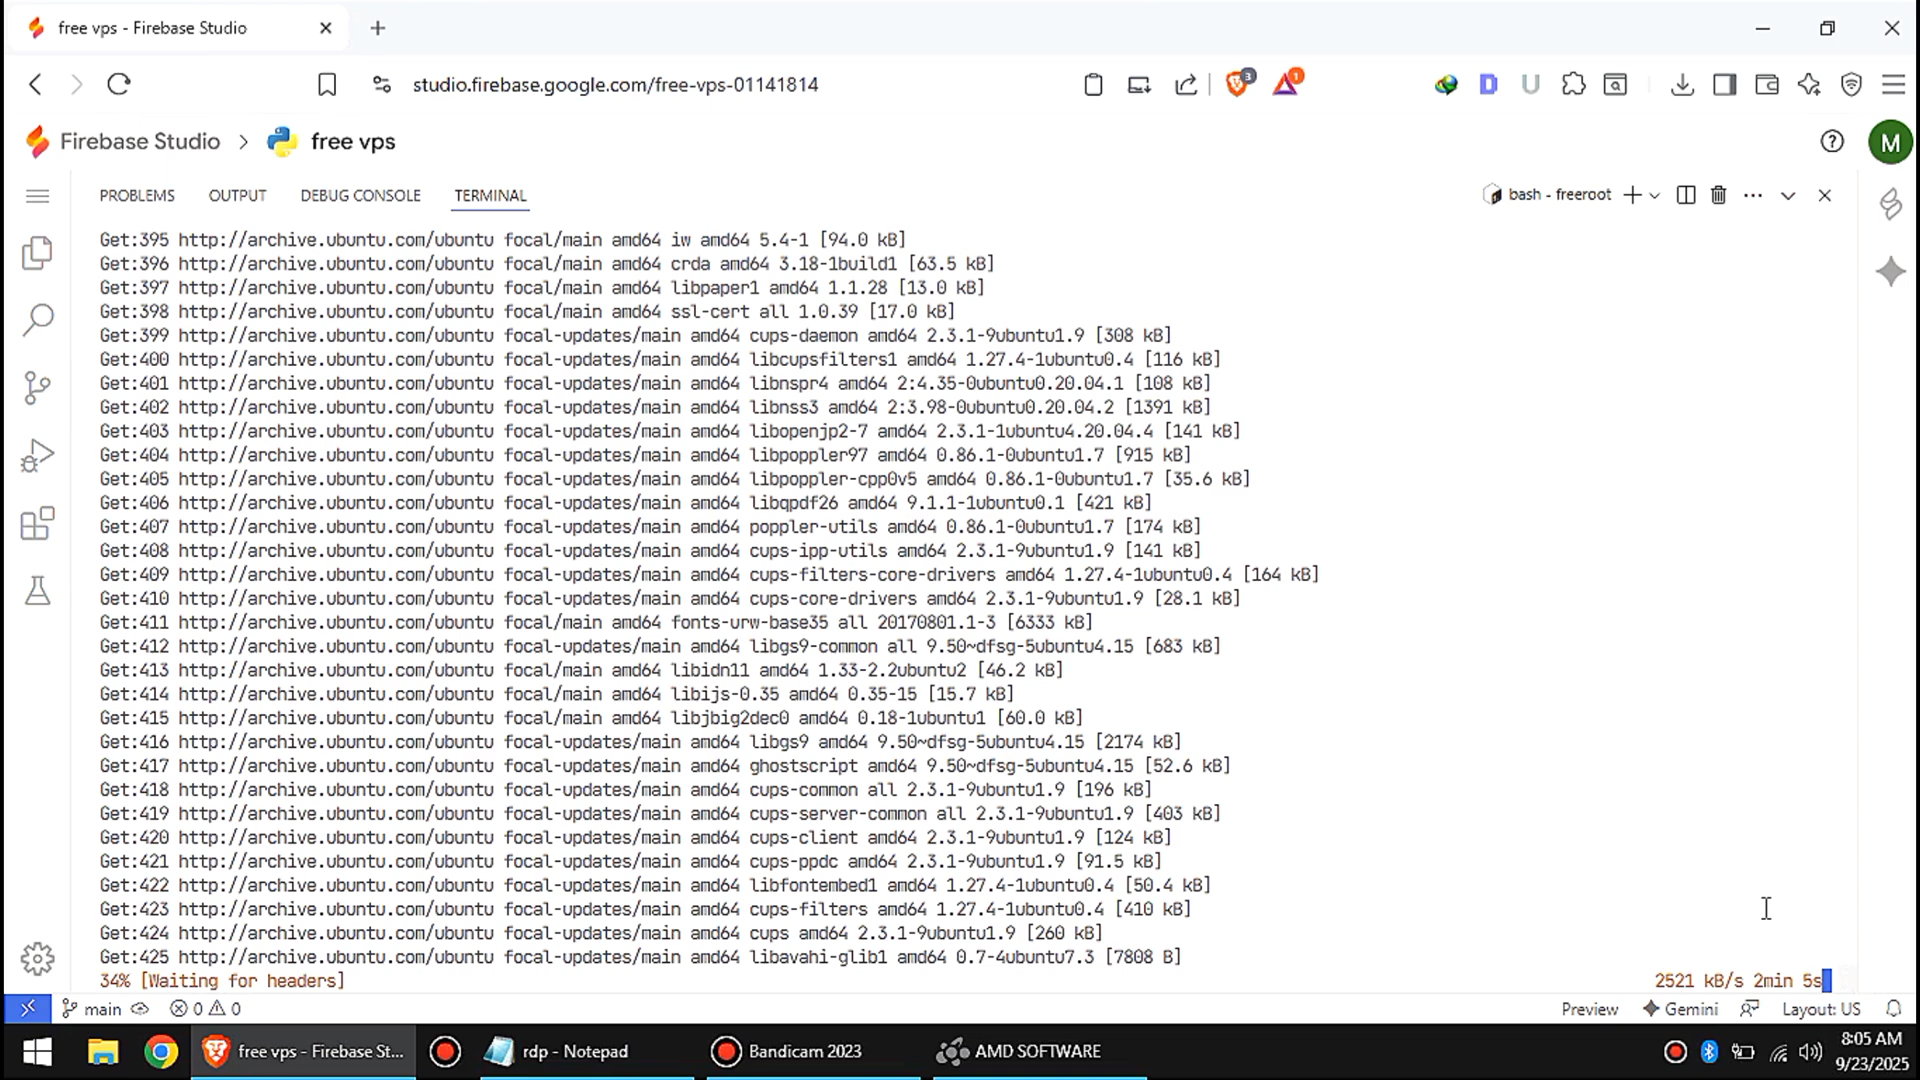 free vps - Firebase Studio
studio.firebase.google.com/free-vps-01141814
3
1
Firebase Studio > free vps
M
PROBLEMS OUTPUT DEBUG CONSOLE TERMINAL
bash - freeroot
Get:395 http://archive.ubuntu.com/ubuntu focal/main amd64 iw amd64 5.4-1 [94.0 kB]
Get:396 http://archive.ubuntu.com/ubuntu focal/main amd64 crda amd64 3.18-1build1 [63.5 kB]
Get:397 http://archive.ubuntu.com/ubuntu focal/main amd64 libpaper1 amd64 1.1.28 [13.0 kB]
Get:398 http://archive.ubuntu.com/ubuntu focal/main amd64 ssl-cert all 1.0.39 [17.0 kB]
Get:399 http://archive.ubuntu.com/ubuntu focal-updates/main amd64 cups-daemon amd64 2.3.1-9ubuntu1.9 [308 kB]
Get:400 http://archive.ubuntu.com/ubuntu focal-updates/main amd64 libcupsfilters1 amd64 1.27.4-1ubuntu0.4 [116 kB]
Get:401 http://archive.ubuntu.com/ubuntu focal-updates/main amd64 libnspr4 amd64 2:4.35-0ubuntu0.20.04.1 [108 kB]
Get:402 http://archive.ubuntu.com/ubuntu focal-updates/main amd64 libnss3 amd64 2:3.98-0ubuntu0.20.04.2 [1391 kB]
Get:403 http://archive.ubuntu.com/ubuntu focal-updates/main amd64 libopenjp2-7 amd64 2.3.1-1ubuntu4.20.04.4 [141 kB]
Get:404 http://archive.ubuntu.com/ubuntu focal-updates/main amd64 libpoppler97 amd64 0.86.1-0ubuntu1.7 [915 kB]
Get:405 http://archive.ubuntu.com/ubuntu focal-updates/main amd64 libpoppler-cpp0v5 amd64 0.86.1-0ubuntu1.7 [35.6 kB]
Get:406 http://archive.ubuntu.com/ubuntu focal-updates/main amd64 libqpdf26 amd64 9.1.1-1ubuntu0.1 [421 kB]
Get:407 http://archive.ubuntu.com/ubuntu focal-updates/main amd64 poppler-utils amd64 0.86.1-0ubuntu1.7 [174 kB]
Get:408 http://archive.ubuntu.com/ubuntu focal-updates/main amd64 cups-ipp-utils amd64 2.3.1-9ubuntu1.9 [141 kB]
Get:409 http://archive.ubuntu.com/ubuntu focal-updates/main amd64 cups-filters-core-drivers amd64 1.27.4-1ubuntu0.4 [164 kB]
Get:410 http://archive.ubuntu.com/ubuntu focal-updates/main amd64 cups-core-drivers amd64 2.3.1-9ubuntu1.9 [28.1 kB]
Get:411 http://archive.ubuntu.com/ubuntu focal/main amd64 fonts-urw-base35 all 20170801.1-3 [6333 kB]
Get:412 http://archive.ubuntu.com/ubuntu focal-updates/main amd64 libgs9-common all 9.50~dfsg-5ubuntu4.15 [683 kB]
Get:413 http://archive.ubuntu.com/ubuntu focal/main amd64 libidn11 amd64 1.33-2.2ubuntu2 [46.2 kB]
Get:414 http://archive.ubuntu.com/ubuntu focal/main amd64 libijs-0.35 amd64 0.35-15 [15.7 kB]
Get:415 http://archive.ubuntu.com/ubuntu focal/main amd64 libjbig2dec0 amd64 0.18-1ubuntu1 [60.0 kB]
Get:416 http://archive.ubuntu.com/ubuntu focal-updates/main amd64 libgs9 amd64 9.50~dfsg-5ubuntu4.15 [2174 kB]
Get:417 http://archive.ubuntu.com/ubuntu focal-updates/main amd64 ghostscript amd64 9.50~dfsg-5ubuntu4.15 [52.6 kB]
Get:418 http://archive.ubuntu.com/ubuntu focal-updates/main amd64 cups-common all 2.3.1-9ubuntu1.9 [196 kB]
Get:419 http://archive.ubuntu.com/ubuntu focal-updates/main amd64 cups-server-common all 2.3.1-9ubuntu1.9 [403 kB]
Get:420 http://archive.ubuntu.com/ubuntu focal-updates/main amd64 cups-client amd64 2.3.1-9ubuntu1.9 [124 kB]
Get:421 http://archive.ubuntu.com/ubuntu focal-updates/main amd64 cups-ppdc amd64 2.3.1-9ubuntu1.9 [91.5 kB]
Get:422 http://archive.ubuntu.com/ubuntu focal-updates/main amd64 libfontembed1 amd64 1.27.4-1ubuntu0.4 [50.4 kB]
Get:423 http://archive.ubuntu.com/ubuntu focal-updates/main amd64 cups-filters amd64 1.27.4-1ubuntu0.4 [410 kB]
Get:424 http://archive.ubuntu.com/ubuntu focal-updates/main amd64 cups amd64 2.3.1-9ubuntu1.9 [260 kB]
Get:425 http://archive.ubuntu.com/ubuntu focal-updates/main amd64 libavahi-glib1 amd64 0.7-4ubuntu7.3 [7808 B]
34% [Waiting for headers] 2521 kB/s 2min 5s
main 0 0 Preview Gemini Layout: US
free vps - Firebase St... rdp - Notepad Bandicam 2023 AMD SOFTWARE
8:05 AM
9/23/2025